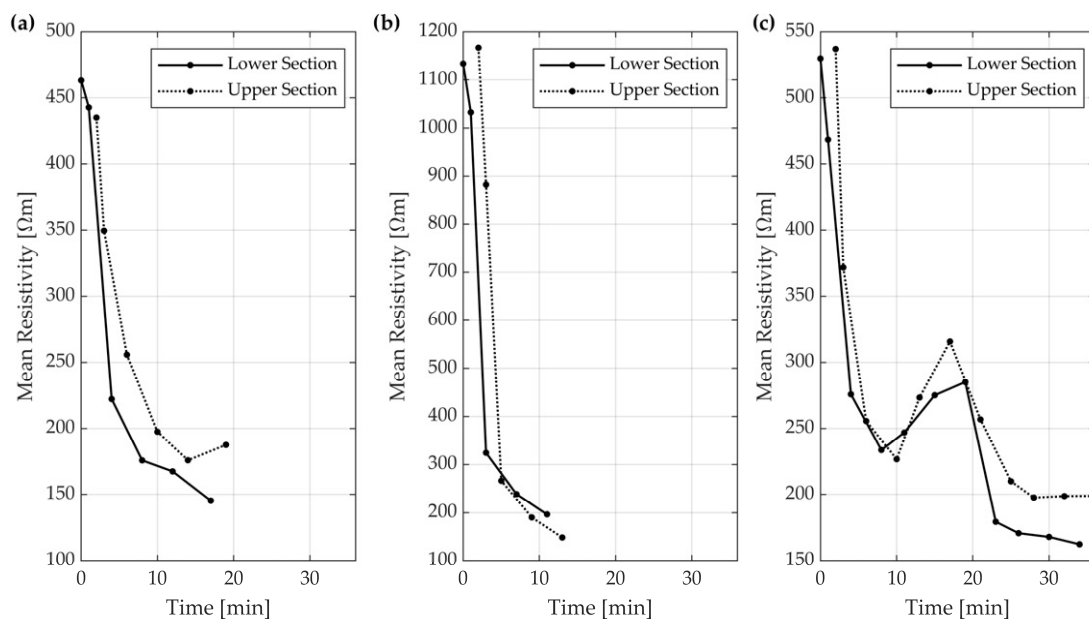 (a)
500
450
400
350
300
250
200
150
100
Mean Resistivity [Ωm]
Lower Section
Upper Section
0 10 20 30
Time [min]
(b)
1200
1100
1000
900
800
700
600
500
400
300
200
100
Mean Resistivity [Ωm]
Lower Section
Upper Section
0 10 20 30
Time [min]
(c)
550
500
450
400
350
300
250
200
150
Mean Resistivity [Ωm]
Lower Section
Upper Section
0 10 20 30
Time [min]